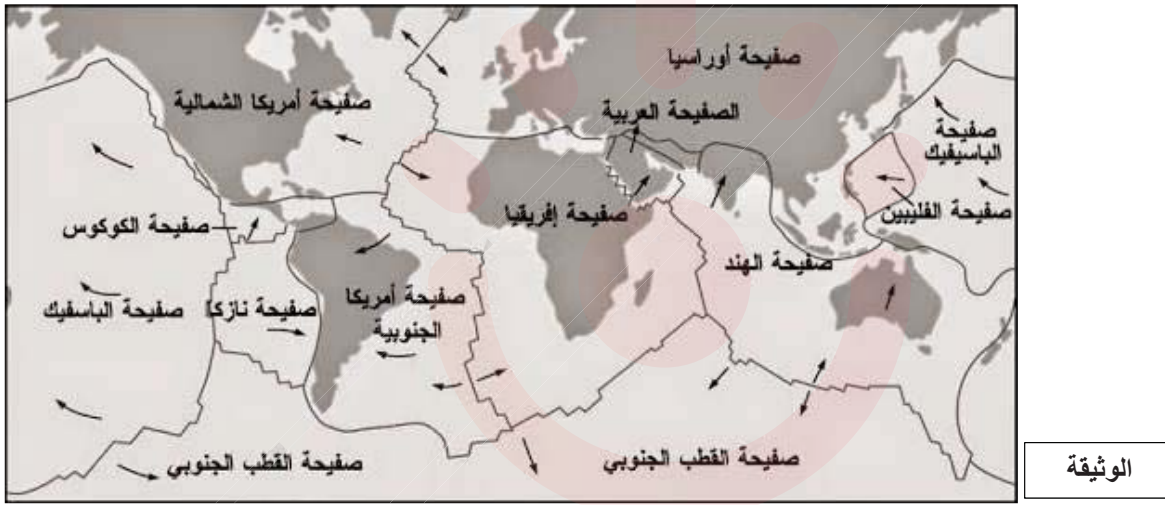 صفيحة أوراسيا
صفيحة أمريكا الشمالية
الصفيحة العربية
صفيحة
الباسيفيك
صفيحة الفليبين
صفيحة إفريقيا
صفيحة الكوكوس
صفيحة الهند
صفيحة أمريكا
الجنوبية
صفيحة نازكا
صفيحة الباسفيك
صفيحة القطب الجنوبي
صفيحة القطب الجنوبي
الوثيقة